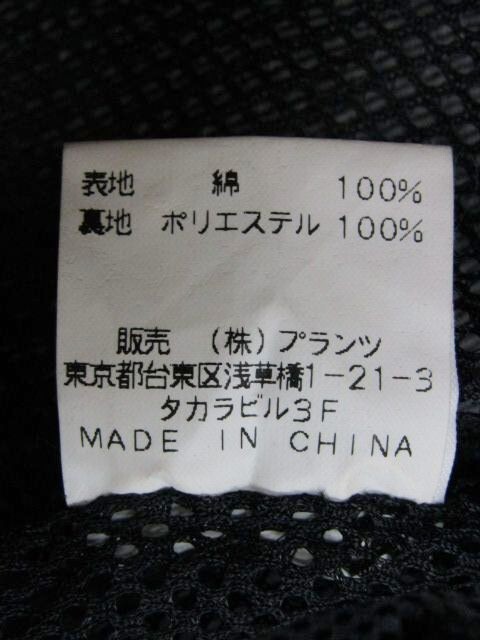 表地 綿 100%
裏地 ポリエステル 100%
販売 (株)プランツ
東京都台東区浅草橋1-21-3
タカラビル3F
MADE IN CHINA